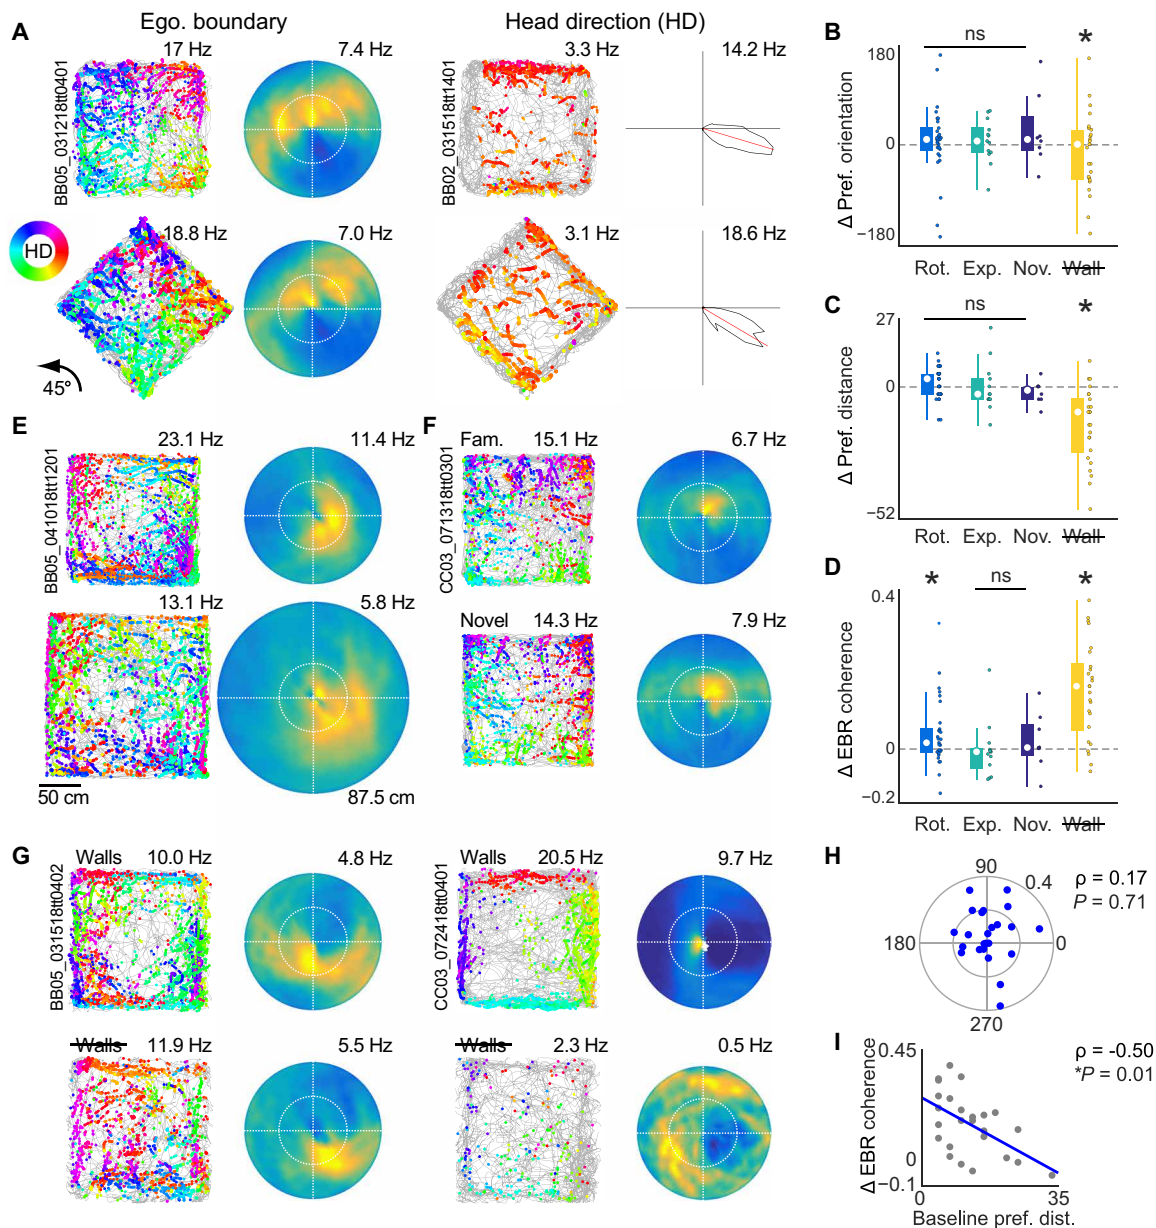 Ego. boundary
Head direction (HD)
A
17 Hz
7.4 Hz
3.3 Hz
14.2 Hz
BB05_031218tt0401
BB02_031518tt1401
HD
18.8 Hz
7.0 Hz
3.1 Hz
18.6 Hz
45°
B
180
0
−180
Δ Pref. orientation
ns
*
Rot.
Exp.
Nov.
Wall
C
27
0
−52
Δ Pref. distance
ns
*
Rot.
Exp.
Nov.
Wall
D
0.4
0
−0.2
Δ EBR coherence
*
ns
*
Rot.
Exp.
Nov.
Wall
E
23.1 Hz
11.4 Hz
BB05_041018tt1201
13.1 Hz
5.8 Hz
50 cm
87.5 cm
F
Fam.
15.1 Hz
6.7 Hz
CC03_071318tt0301
Novel
14.3 Hz
7.9 Hz
G
Walls
10.0 Hz
4.8 Hz
BB05_031518tt0402
Walls
20.5 Hz
9.7 Hz
CC03_072418tt0401
Walls
11.9 Hz
5.5 Hz
Walls
2.3 Hz
0.5 Hz
H
90
0.4
180
0
270
ρ = 0.17
P = 0.71
I
0.45
0
−0.1
Δ EBR coherence
ρ = -0.50
*P = 0.01
0
35
Baseline pref. dist.